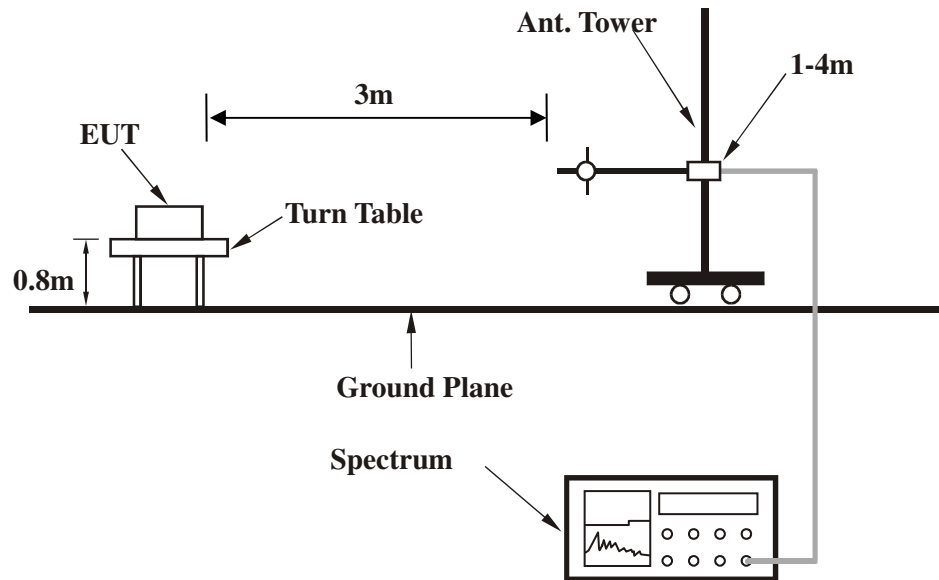 Ant. Tower
1-4m
3m
EUT
Turn Table
0.8m
Ground Plane
Spectrum